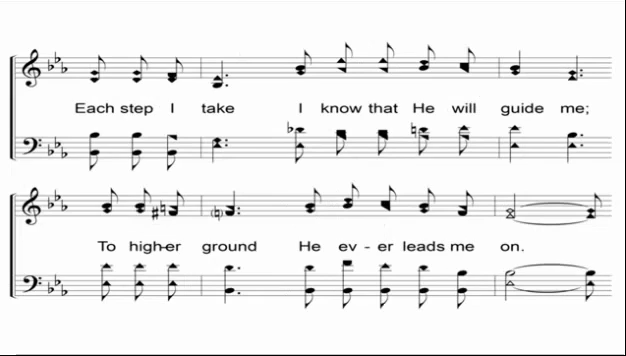 Each step I take I know that He will guide me;
To high-er ground He ev - er leads me on.